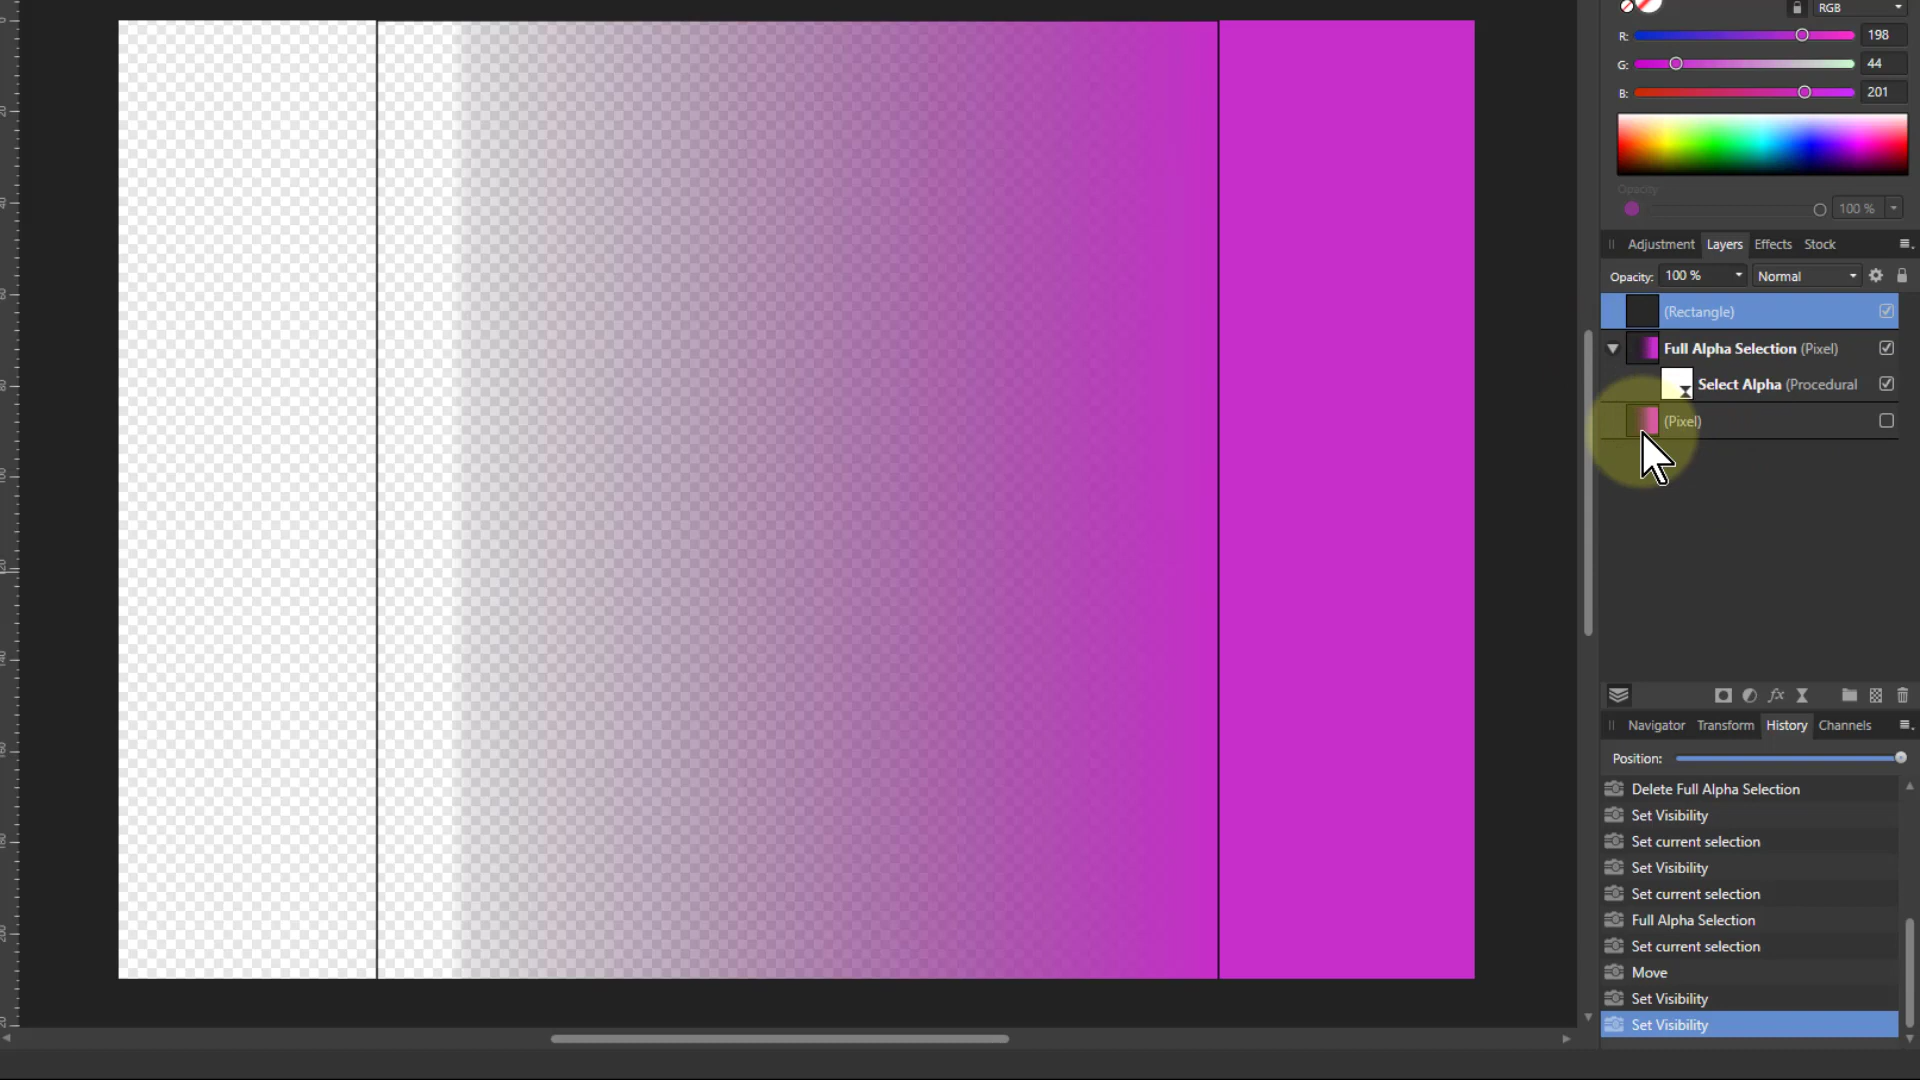 RGB
R: 198
G: 44
B: 201
Opacity
100 %
Adjustment Layers Effects Stock
Opacity: 100 % Normal
(Rectangle)
Full Alpha Selection (Pixel)
Select Alpha (Procedural
(Pixel)
Navigator Transform History Channels
Position:
Delete Full Alpha Selection
Set Visibility
Set current selection
Set Visibility
Set current selection
Full Alpha Selection
Set current selection
Move
Set Visibility
Set Visibility